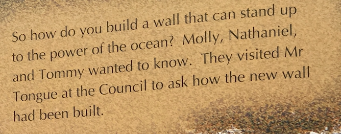 So how do you build a wall that can stand up
to the power of the ocean? Molly, Nathaniel,
and Tommy wanted to know. They visited Mr
Tongue at the Council to ask how the new wall
had been built.